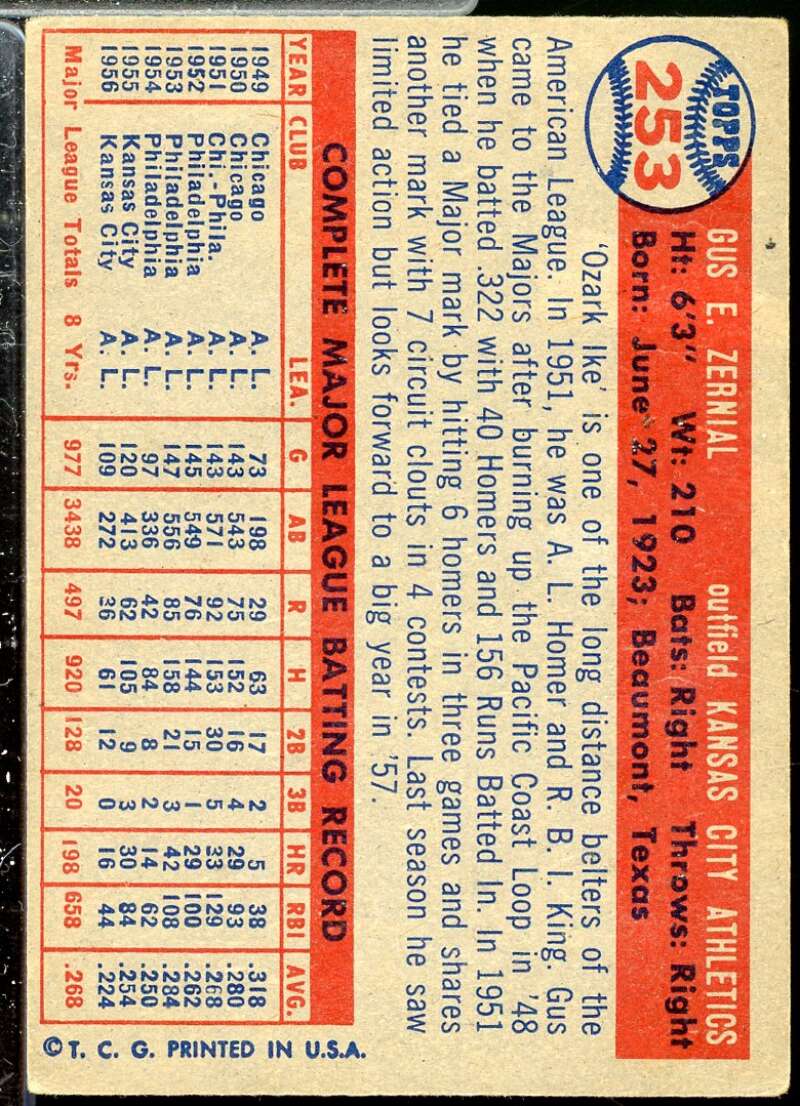 TOPPS
253
GUS E. ZERNIAL outfield KANSAS CITY ATHLETICS
Ht: 6'3" Wt: 210 Bats: Right Throws: Right
Born: June 27, 1923; Beaumont, Texas
'Ozark Ike' is one of the long distance belters of the
American League. In 1951, he was A. L. Homer and R. B. I. King. Gus
came to the Majors after burning up the Pacific Coast Loop in '48
when he batted .322 with 40 Homers and 156 Runs Batted In. In 1951
he tied a Major mark by hitting 6 homers in three games and shares
another mark with 7 circuit clouts in 4 contests. Last season he saw
limited action but looks forward to a big year in '57.
COMPLETE MAJOR LEAGUE BATTING RECORD
YEAR CLUB LEA. G AB R H 2B 3B HR RBI AVG.
1949 Chicago A. L. 73 198 29 63 17 2 5 38 .318
1950 Chicago A. L. 143 543 75 152 16 4 29 93 .280
1951 Chi.-Phila. A. L. 143 571 92 153 30 5 33 129 .268
1952 Philadelphia A. L. 145 549 76 144 15 1 29 100 .262
1953 Philadelphia A. L. 147 556 85 158 21 3 42 108 .284
1954 Philadelphia A. L. 97 336 42 84 8 2 14 62 .250
1955 Kansas City A. L. 120 413 62 105 9 3 30 84 .254
1956 Kansas City A. L. 109 272 36 61 12 0 16 44 .224
Major League Totals 8 Yrs. 977 3438 497 920 128 20 198 658 .268
© T. C. G. PRINTED IN U.S.A.